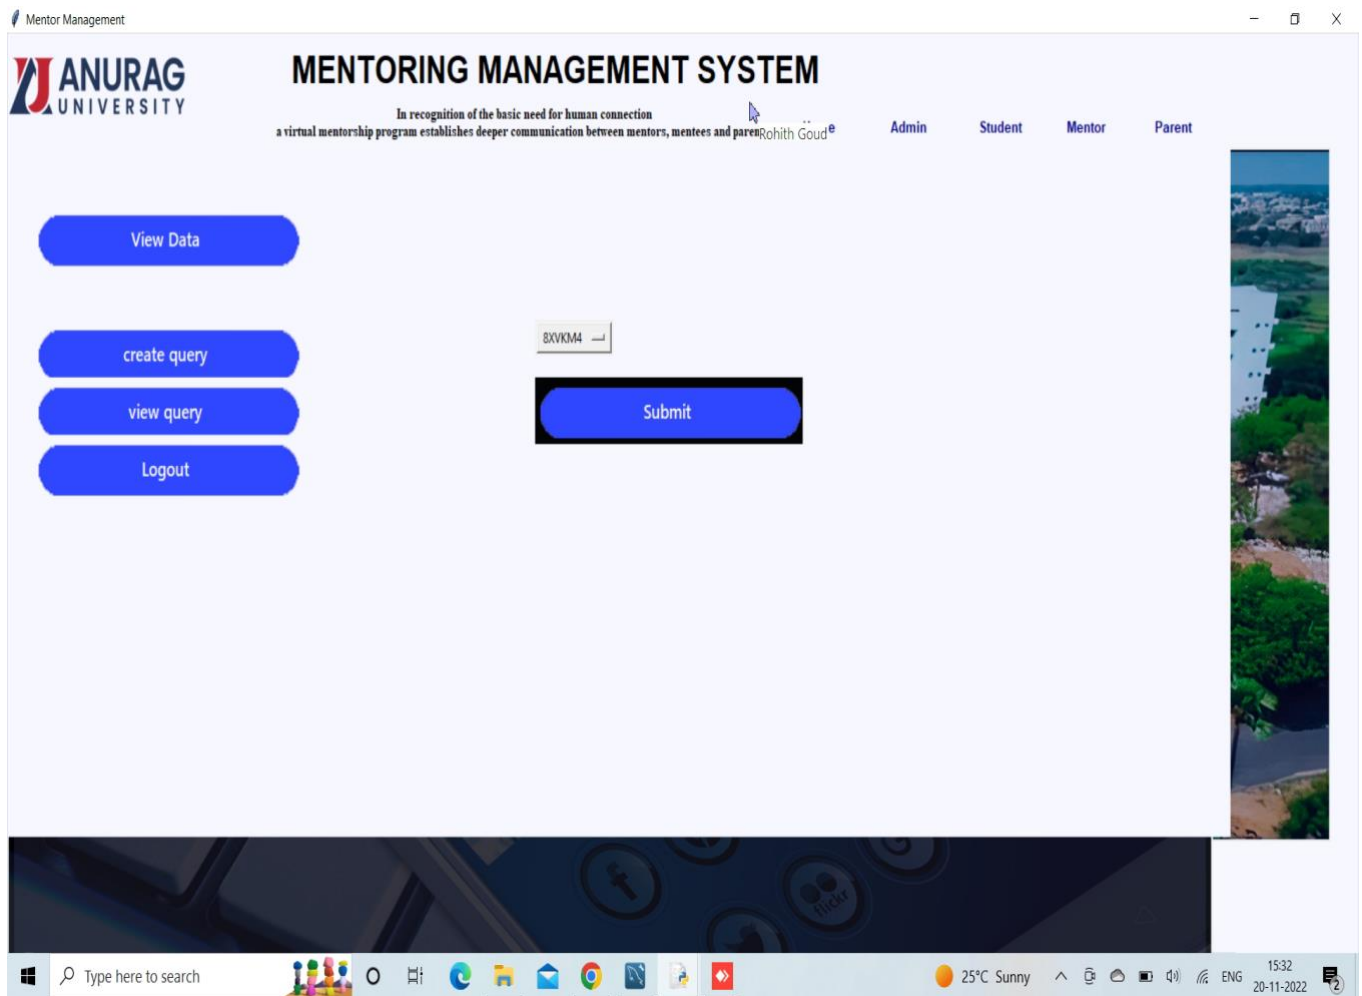 Mentor Management
ANURAG
UNIVERSITY
MENTORING MANAGEMENT SYSTEM
In recognition of the basic need for human connection
a virtual mentorship program establishes deeper communication between mentors, mentees and
Rohith Goud
Admin
Student
Mentor
Parent
View Data
create query
view query
Logout
8XVKM4
Submit
flickr
Type here to search
25°C Sunny
ENG
15:32
20-11-2022
2